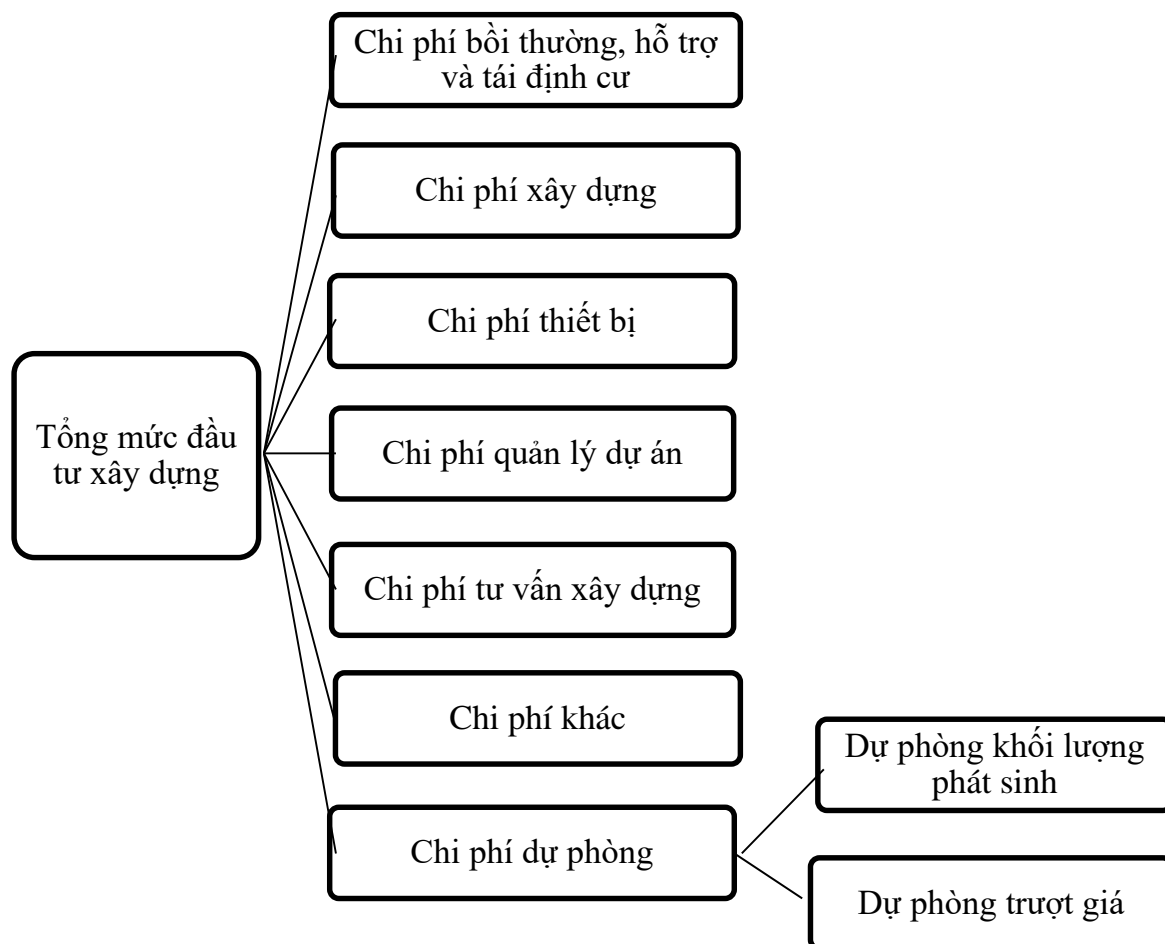 Chi phí bồi thường, hỗ trợ
và tái định cư
Chi phí xây dựng
Chi phí thiết bị
Tổng mức đầu
tư xây dựng
Chi phí quản lý dự án
Chi phí tư vấn xây dựng
Chi phí khác
Chi phí dự phòng
Dự phòng khối lượng
phát sinh
Dự phòng trượt giá